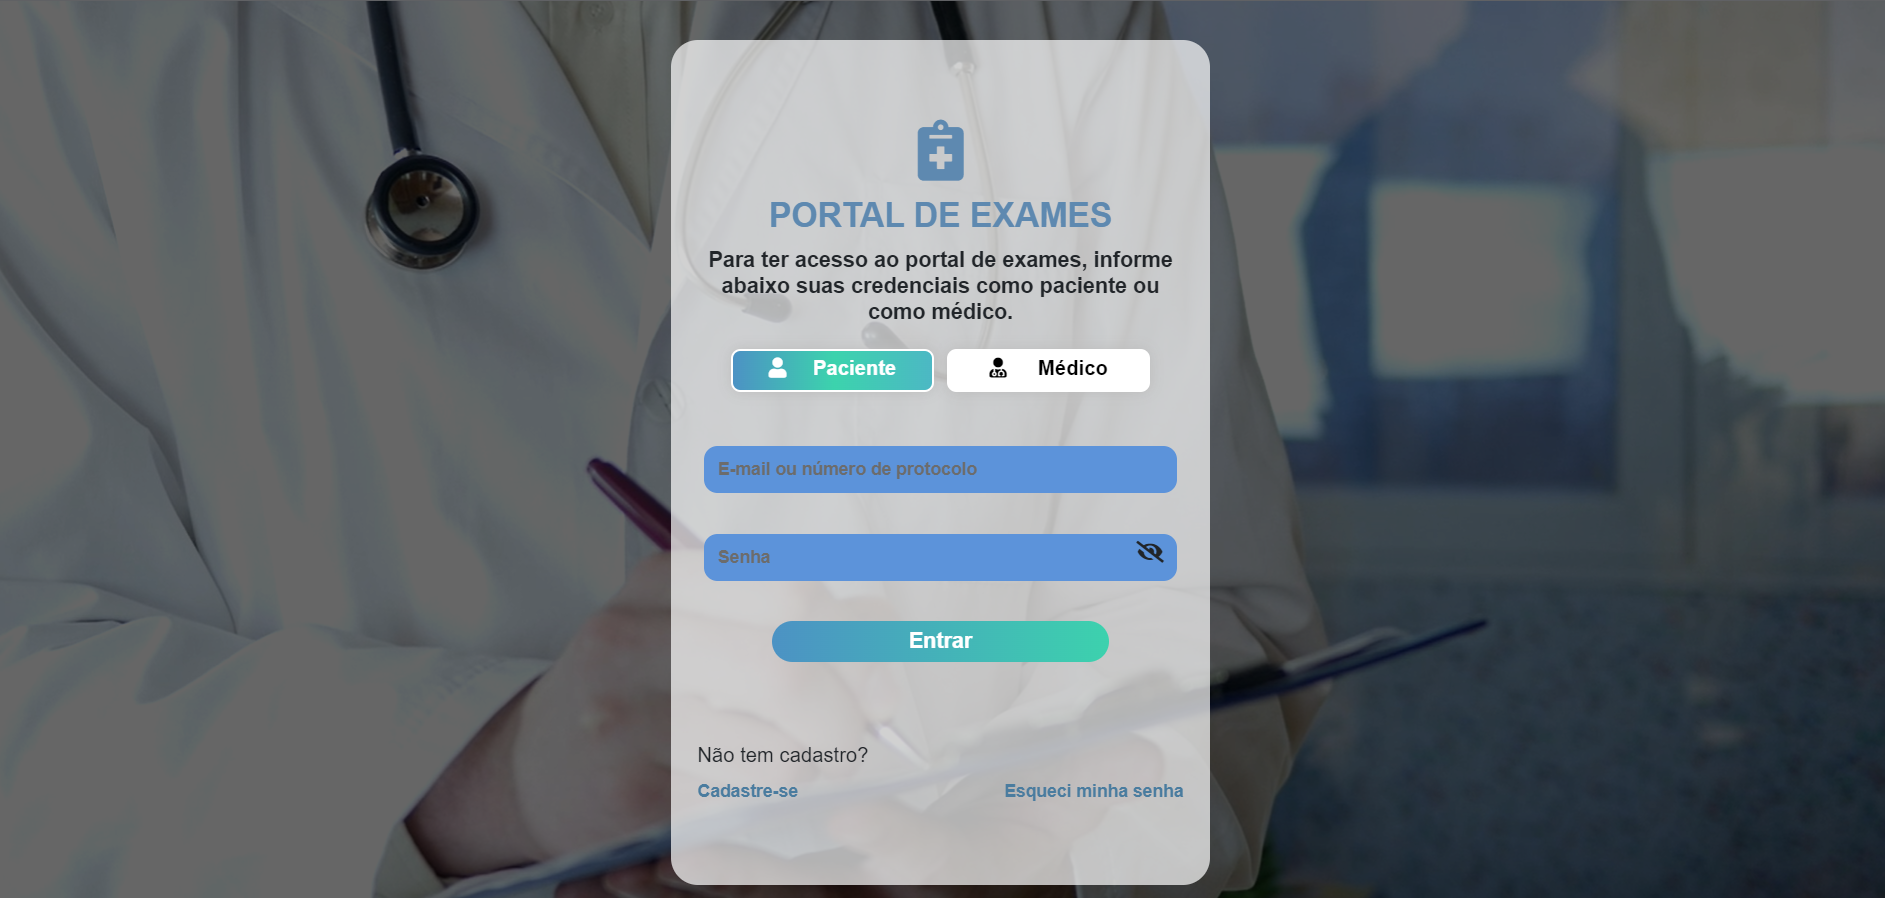 PORTAL DE EXAMES
Para ter acesso ao portal de exames, informe
abaixo suas credenciais como paciente ou
como médico.
Paciente
Médico
E-mail ou número de protocolo
Senha
Entrar
Não tem cadastro?
Cadastre-se
Esqueci minha senha